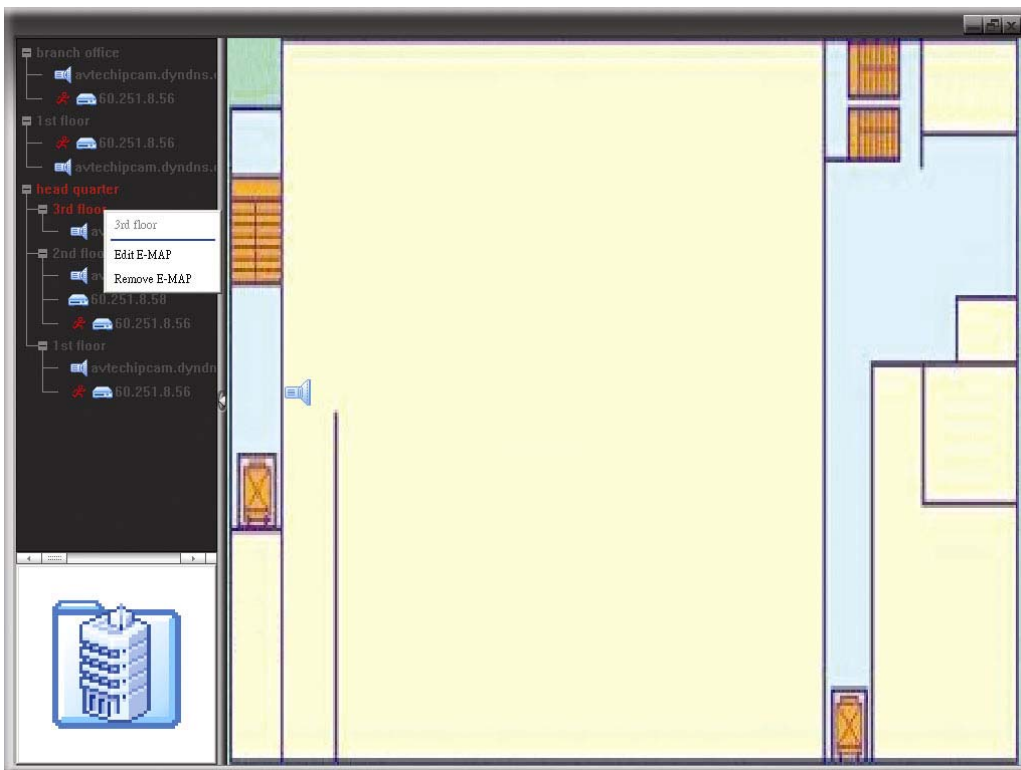 branch office
avtechipcam.dyndns.
60.251.8.56
1st floor
60.251.8.56
avtechipcam.dyndns.
head quarter
3rd floor
3rd floor
Edit E-MAP
Remove E-MAP
2nd floor
60.251.8.58
60.251.8.56
1st floor
avtechipcam.dyndn
60.251.8.56